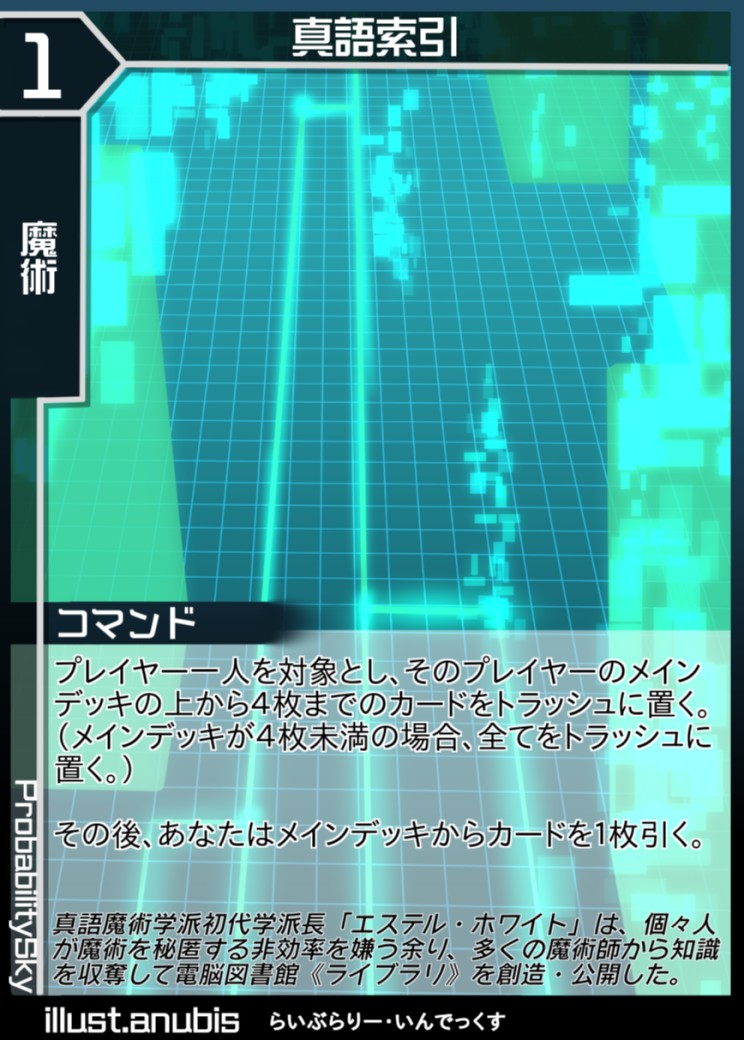 1
真語索引
魔術
コマンド
プレイヤー一人を対象とし、そのプレイヤーのメイン
デッキの上から4枚までのカードをトラッシュに置く。
（メインデッキが4枚未満の場合、全てをトラッシュに
置く。）
その後、あなたはメインデッキからカードを1枚引く。
真語魔術学派初代学派長「エステル・ホワイト」は、個々人
が魔術を秘匿する非効率を嫌う余り、多くの魔術師から知識
を収奪して電脳図書館《ライブラリ》を創造・公開した。
ProbabilitySky
illust.anubis らいぶらりー・いんでっくす